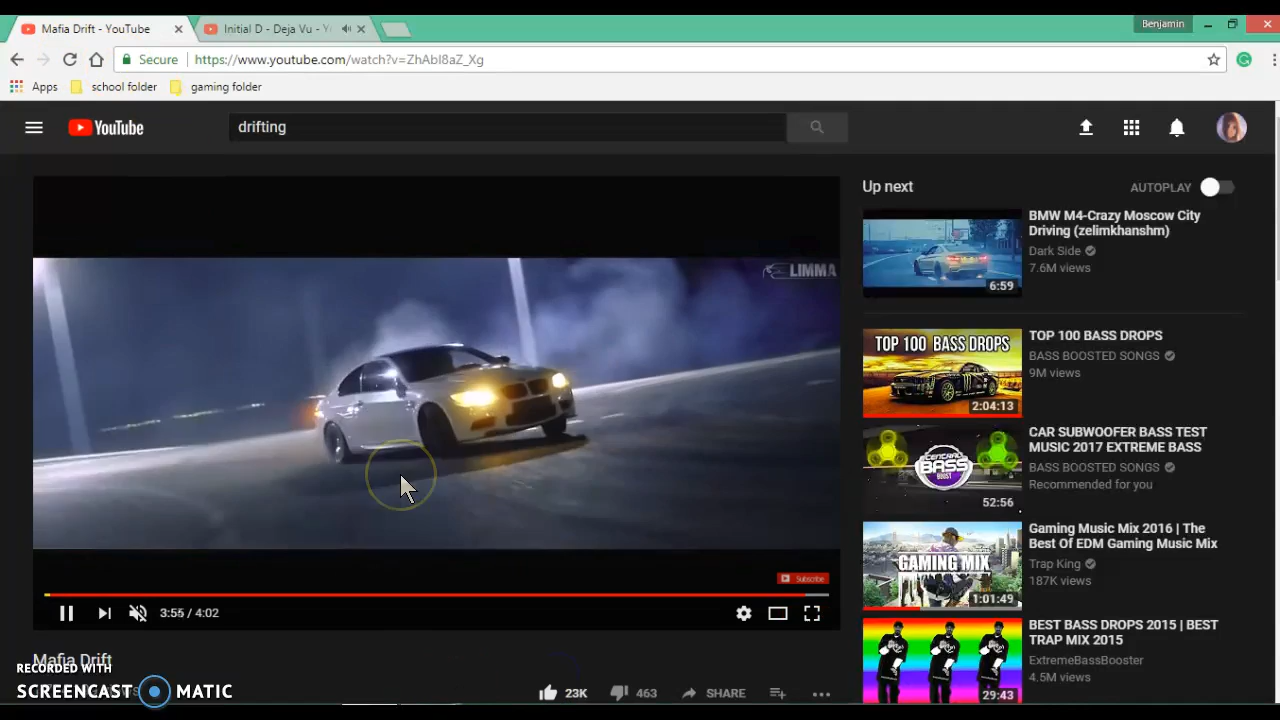 Mafia Drift - YouTube
Initial D - Deja Vu - Y
Benjamin
Secure
https://www.youtube.com/watch?v=ZhAbI8aZ_Xg
Apps
school folder
gaming folder
YouTube
drifting
Up next
AUTOPLAY
LIMMA
BMW M4-Crazy Moscow City
Driving (zelimkhanshm)
Dark Side
7.6M views
6:59
TOP 100 BASS DROPS
TOP 100 BASS DROPS
BASS BOOSTED SONGS
9M views
2:04:13
CAR SUBWOOFER BASS TEST
MUSIC 2017 EXTREME BASS
BASS BOOSTED SONGS
Recommended for you
CENTRAL
BASS
BOOST
52:56
Gaming Music Mix 2016 | The
Best Of EDM Gaming Music Mix
Trap King
187K views
GAMING MIX
1:01:49
BEST BASS DROPS 2015 | BEST
TRAP MIX 2015
ExtremeBassBooster
4.5M views
29:43
Subscribe
3:55 / 4:02
Mafia Drift
23K
463
SHARE
RECORDED WITH
SCREENCAST MATIC